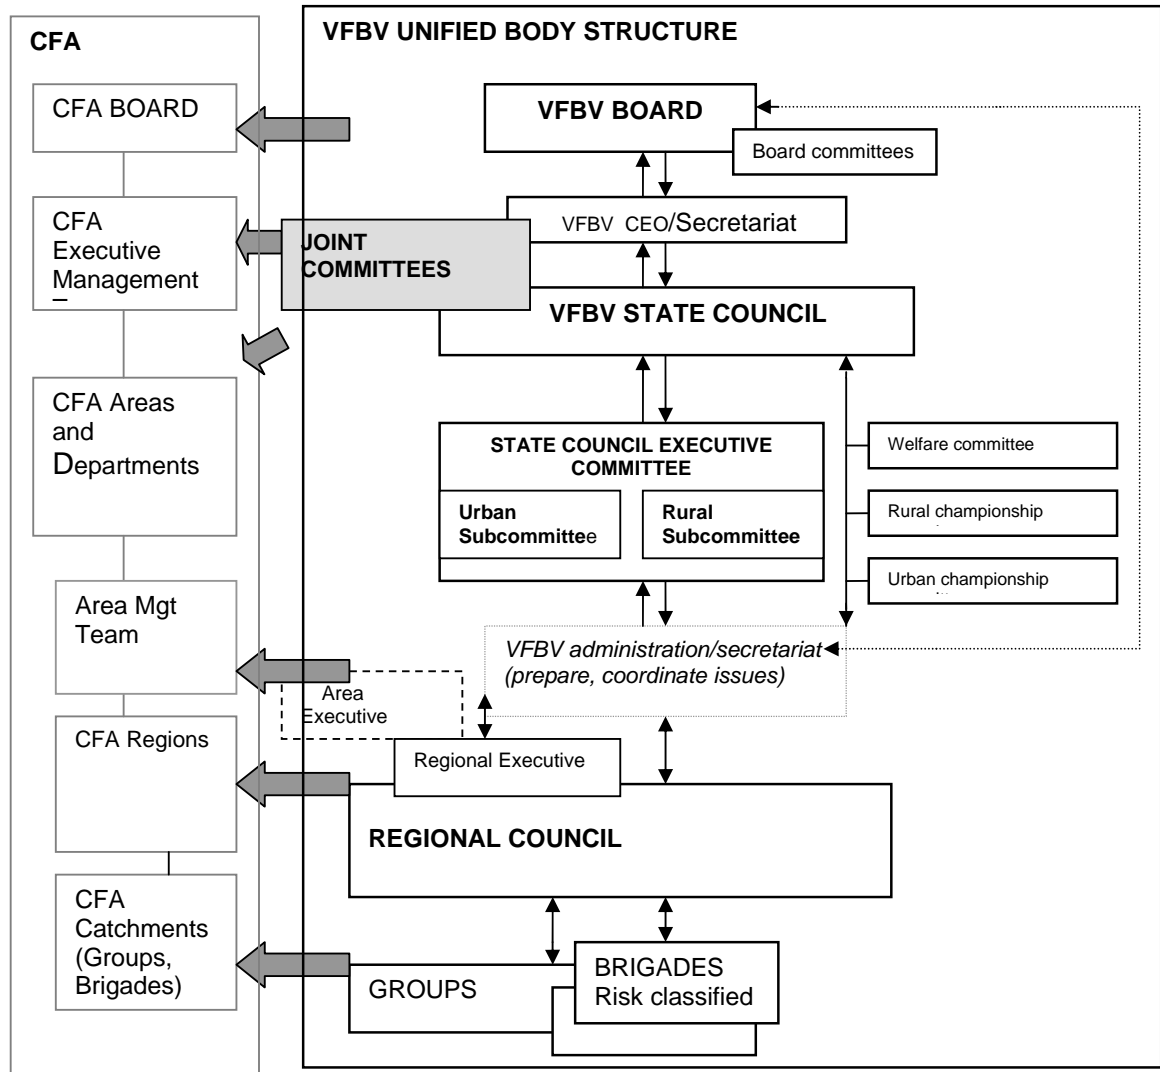 CFA
CFA BOARD
CFA
Executive
Management
CFA Areas
and
Departments
Area Mgt
Team
CFA Regions
CFA
Catchments
(Groups,
Brigades)
VFBV UNIFIED BODY STRUCTURE
VFBV BOARD
Board committees
VFBV CEO/Secretariat
JOINT
COMMITTEES
VFBV STATE COUNCIL
STATE COUNCIL EXECUTIVE
COMMITTEE
Urban
Subcommittee
Rural
Subcommittee
Welfare committee
Rural championship
Urban championship
VFBV administration/secretariat
(prepare, coordinate issues)
Area
Executive
Regional Executive
REGIONAL COUNCIL
GROUPS
BRIGADES
Risk classified